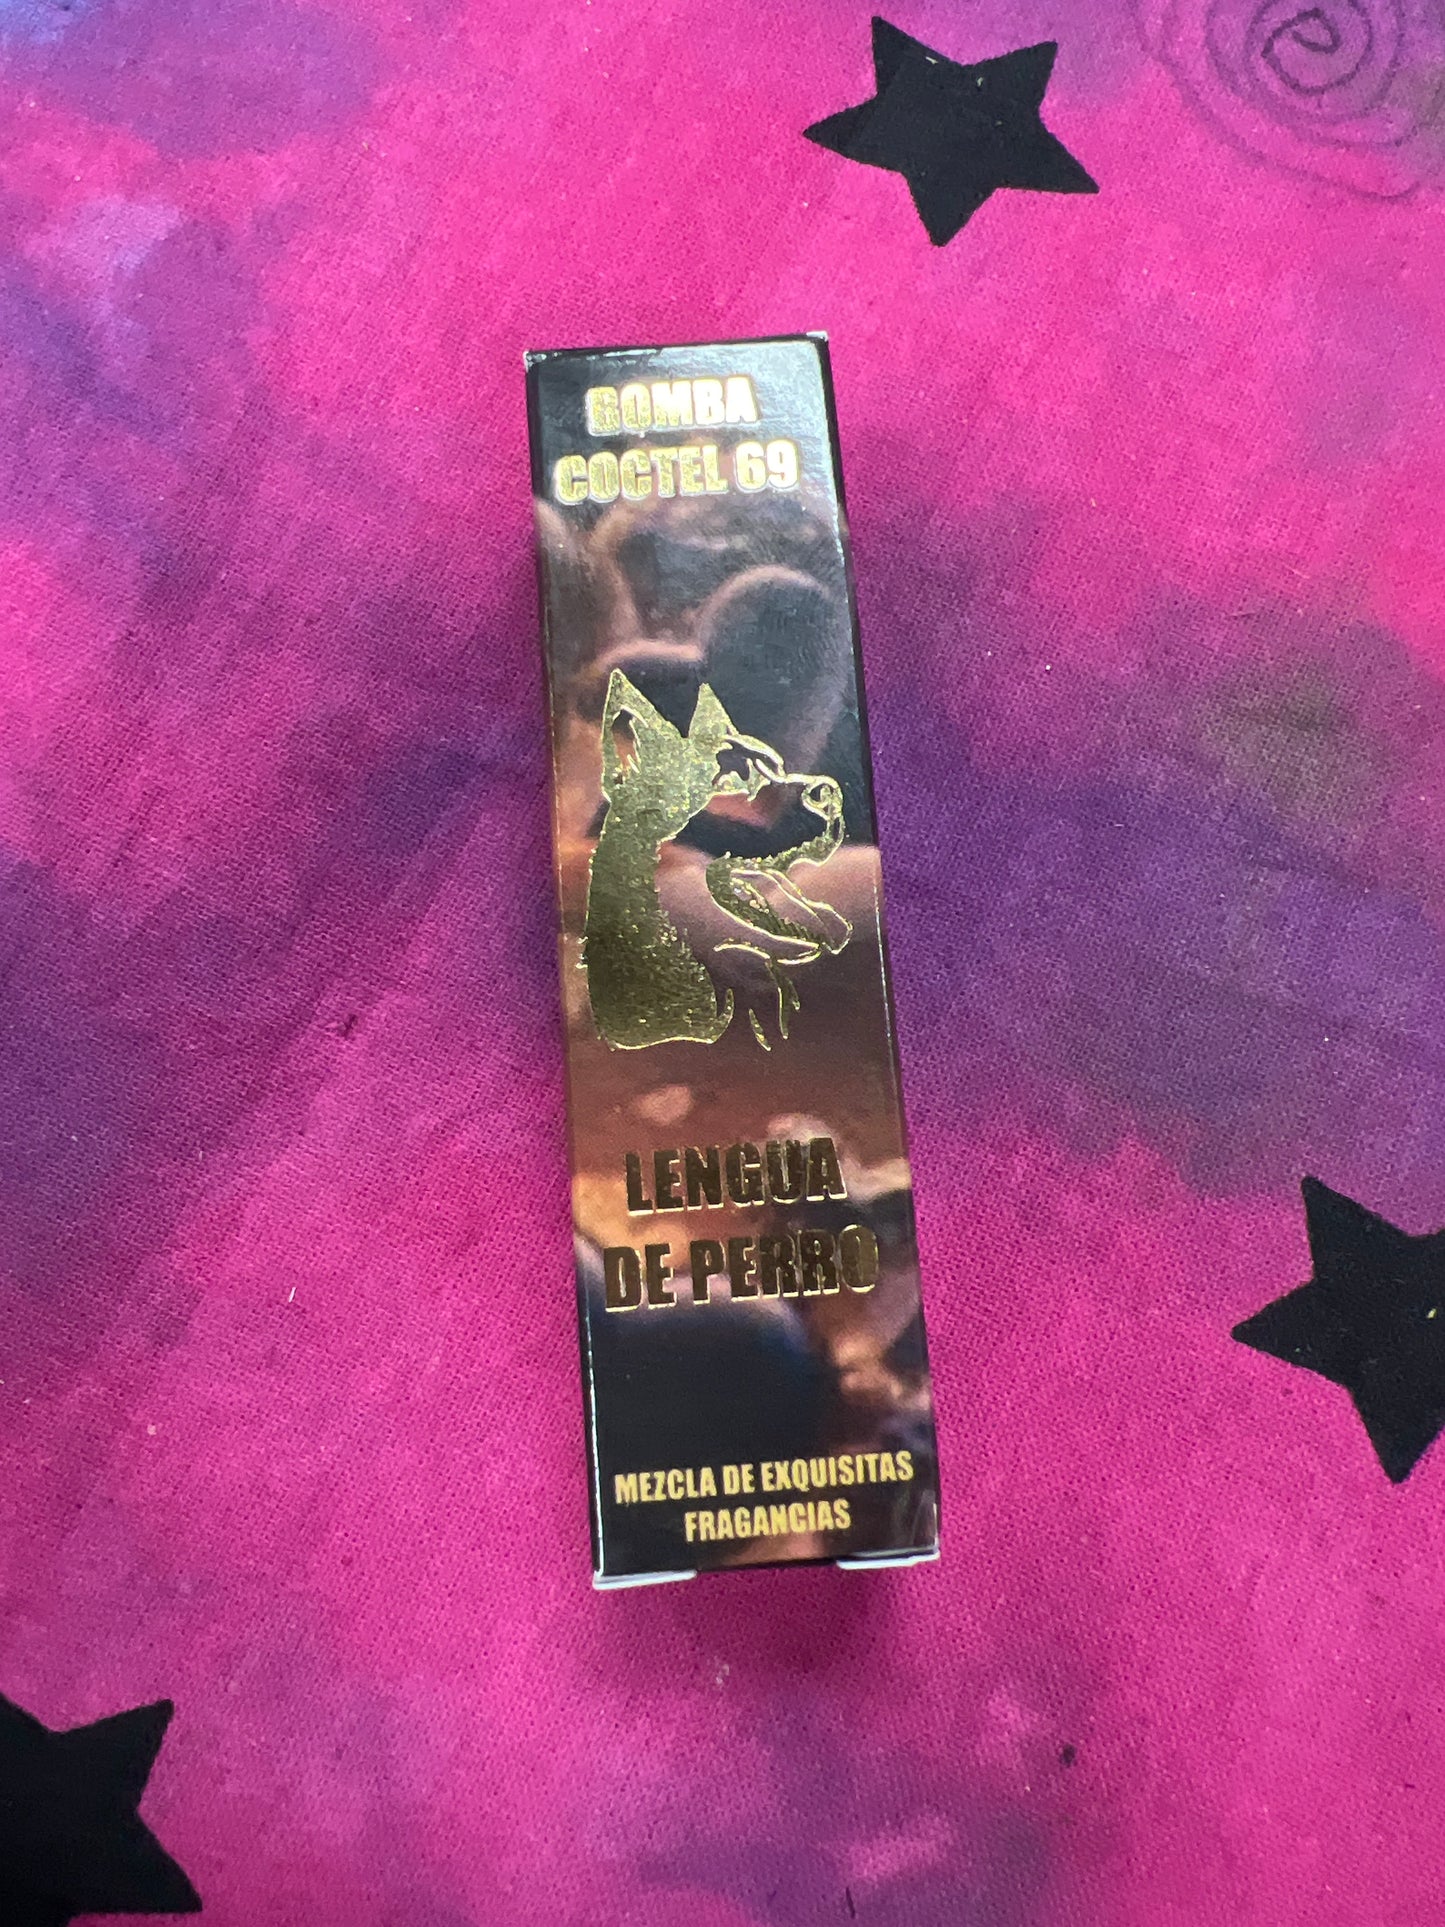 BOMBA
COCTEL 69
LENGUA
DE PERRO
MEZCLA DE EXQUISITAS
FRAGANCIAS